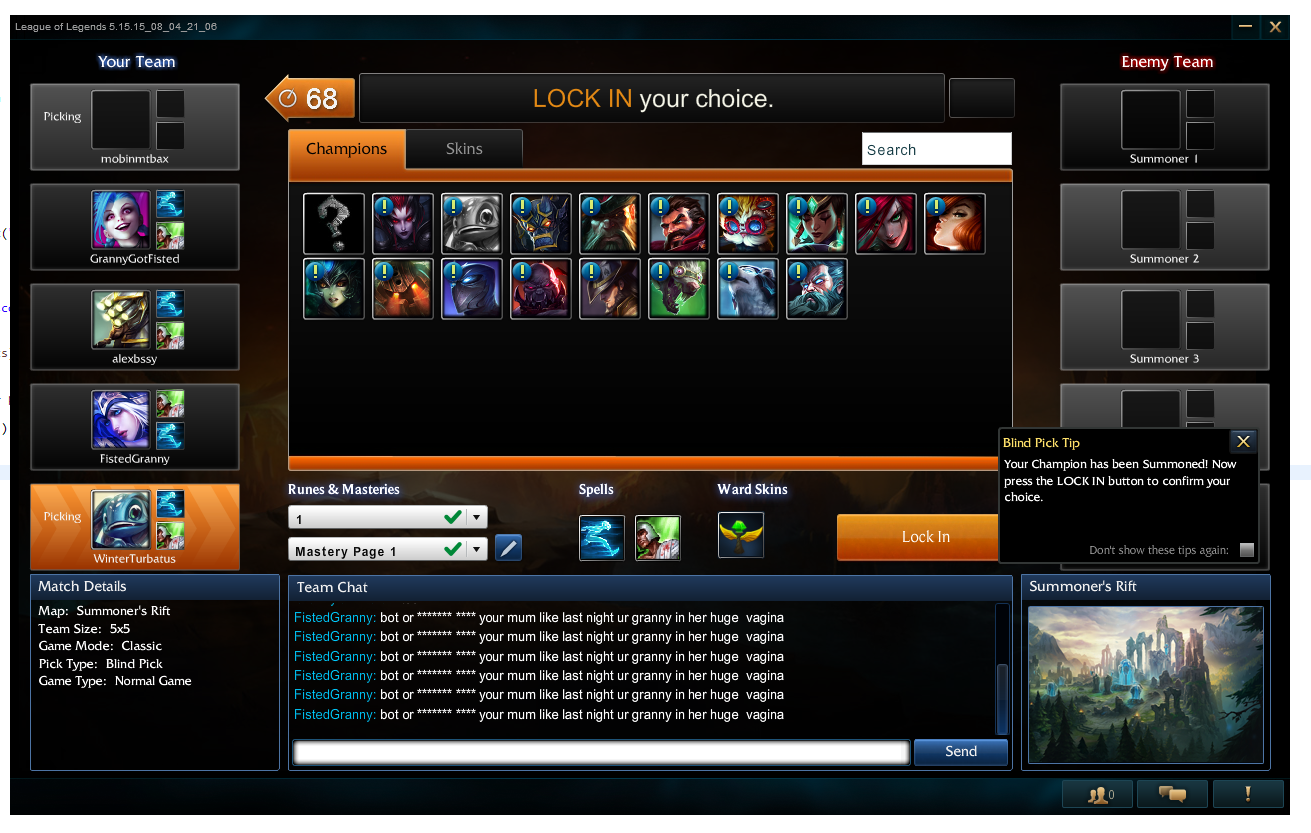 League of Legends 5.15.15_08_04_21_06
Your Team
Enemy Team
68
LOCK IN your choice.
Picking
mobinmtbax
GrannyGotFisted
alexbssy
FistedGranny
Picking
WinterTurbatus
Champions
Skins
Search
Summoner 1
Summoner 2
Summoner 3
Blind Pick Tip
Your Champion has been Summoned! Now
press the LOCK IN button to confirm your
choice.
Don't show these tips again:
Runes & Masteries
1
Mastery Page 1
Spells
Ward Skins
Lock In
Match Details
Map: Summoner's Rift
Team Size: 5x5
Game Mode: Classic
Pick Type: Blind Pick
Game Type: Normal Game
Team Chat
FistedGranny: bot or ******* **** your mum like last night ur granny in her huge vagina
FistedGranny: bot or ******* **** your mum like last night ur granny in her huge vagina
FistedGranny: bot or ******* **** your mum like last night ur granny in her huge vagina
FistedGranny: bot or ******* **** your mum like last night ur granny in her huge vagina
FistedGranny: bot or ******* **** your mum like last night ur granny in her huge vagina
FistedGranny: bot or ******* **** your mum like last night ur granny in her huge vagina
Send
Summoner's Rift
0